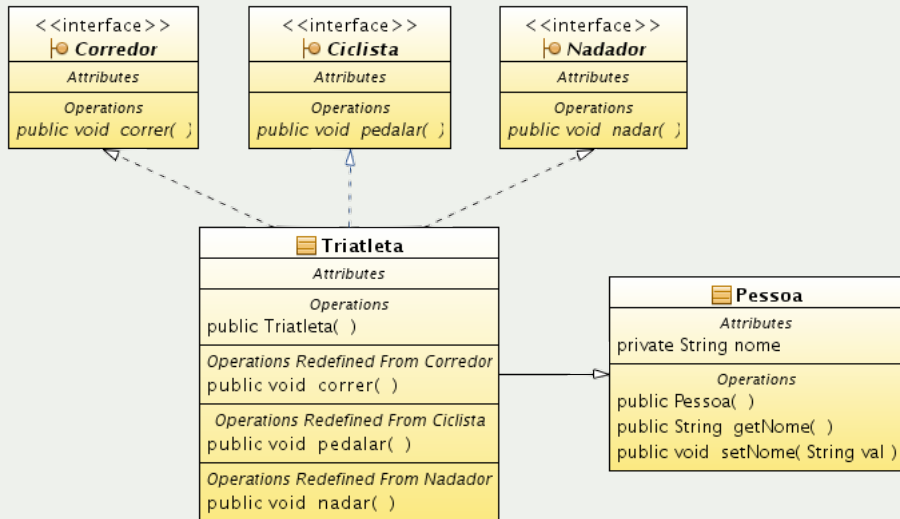 <<interface>>
Corredor
Attributes
Operations
public void correr( )
<<interface>>
Ciclista
Attributes
Operations
public void pedalar( )
<<interface>>
Nadador
Attributes
Operations
public void nadar( )
Triatleta
Attributes
Operations
public Triatleta( )
Operations Redefined From Corredor
public void correr( )
Operations Redefined From Ciclista
public void pedalar( )
Operations Redefined From Nadador
public void nadar( )
Pessoa
Attributes
private String nome
Operations
public Pessoa( )
public String getNome( )
public void setNome( String val )